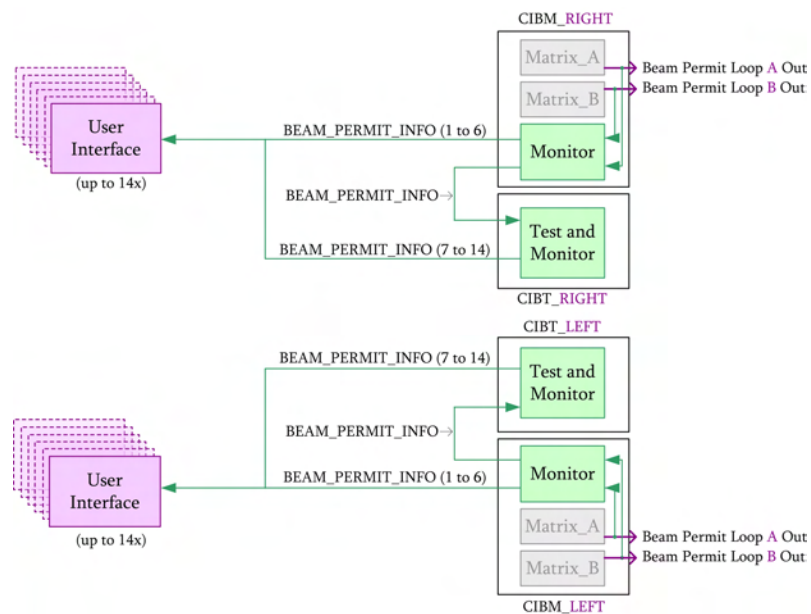 CIBM_RIGHT
Matrix_A
Beam Permit Loop A Out
Matrix_B
Beam Permit Loop B Out
User
Interface
(up to 14x)
BEAM_PERMIT_INFO (1 to 6)
Monitor
BEAM_PERMIT_INFO
Test and
Monitor
BEAM_PERMIT_INFO (7 to 14)
CIBT_RIGHT
CIBT_LEFT
BEAM_PERMIT_INFO (7 to 14)
Test and
Monitor
BEAM_PERMIT_INFO
User
Interface
(up to 14x)
BEAM_PERMIT_INFO (1 to 6)
Monitor
Matrix_A
Beam Permit Loop A Out
Matrix_B
Beam Permit Loop B Out
CIBM_LEFT